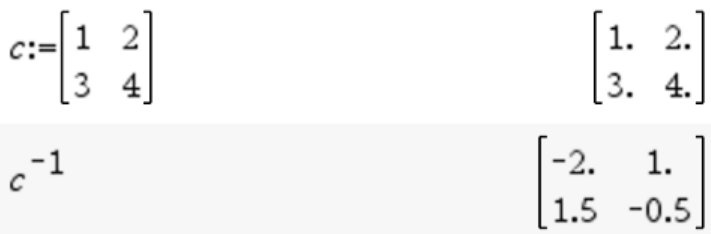 c:=[1 2 [1. 2.
3 4] 3. 4.]
c⁻¹ [-2. 1.
1.5 -0.5]